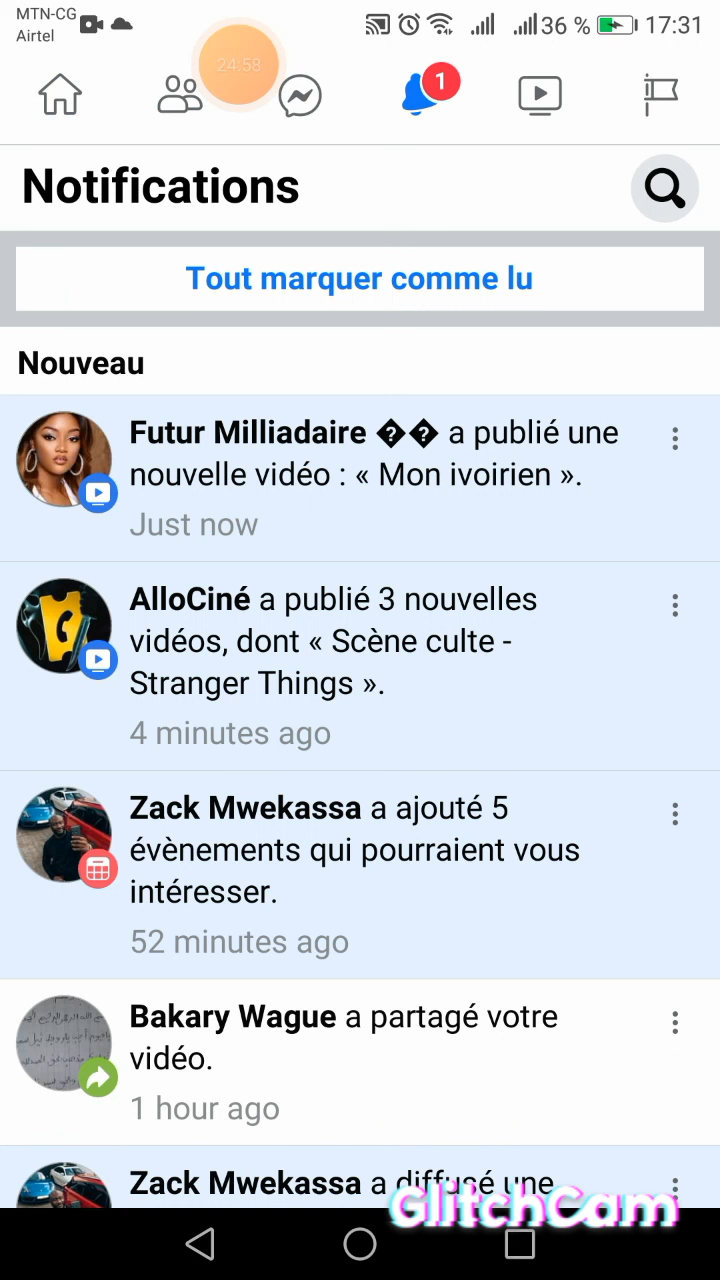 MTN-CG
Airtel
36 %
17:31
24:58
1
Notifications
Tout marquer comme lu
Nouveau
Futur Milliadaire �� a publié une
nouvelle vidéo : « Mon ivoirien ».
Just now
AlloCiné a publié 3 nouvelles
vidéos, dont « Scène culte -
Stranger Things ».
4 minutes ago
Zack Mwekassa a ajouté 5
évènements qui pourraient vous
intéresser.
52 minutes ago
Bakary Wague a partagé votre
vidéo.
1 hour ago
Zack Mwekassa a diffusé une
GlitchCam